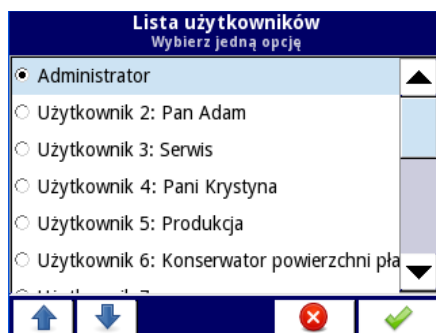 Lista użytkowników
Wybierz jedną opcję
Administrator
Użytkownik 2: Pan Adam
Użytkownik 3: Serwis
Użytkownik 4: Pani Krystyna
Użytkownik 5: Produkcja
Użytkownik 6: Konserwator powierzchni pła